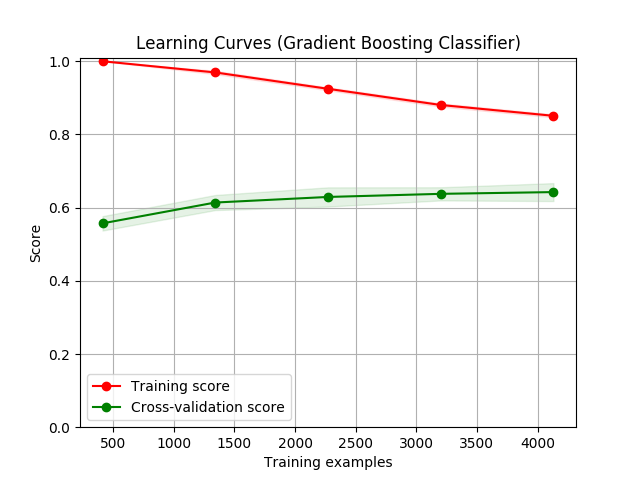 Learning Curves (Gradient Boosting Classifier)
1.0
0.8
0.6
0.4
0.2
0.0
Score
Training score
Cross-validation score
500 1000 1500 2000 2500 3000 3500 4000
Training examples